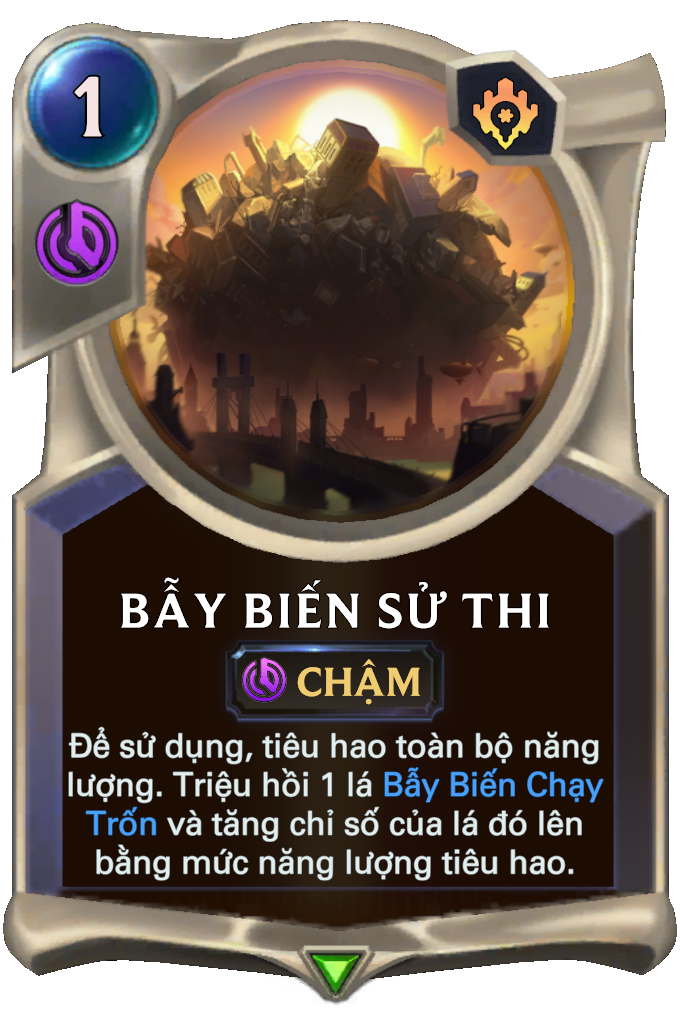 1
BẪY BIẾN SỬ THI
CHẬM
Để sử dụng, tiêu hao toàn bộ năng
lượng. Triệu hồi 1 lá Bẫy Biến Chạy
Trốn và tăng chỉ số của lá đó lên
bằng mức năng lượng tiêu hao.